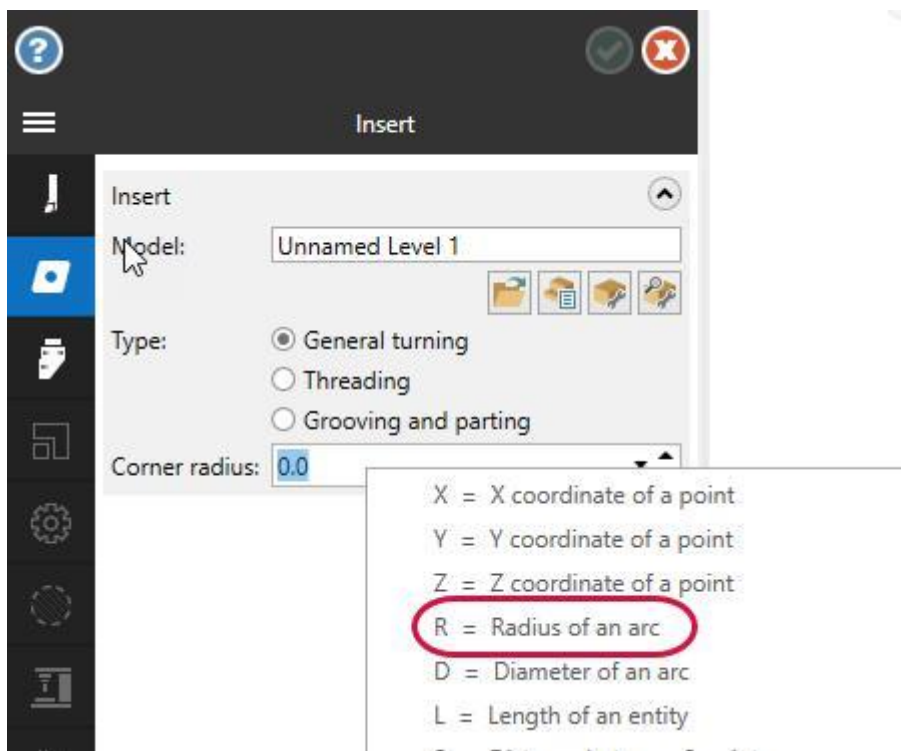 Insert
Insert
Model: Unnamed Level 1
Type: General turning
Threading
Grooving and parting
Corner radius: 0.0
X = X coordinate of a point
Y = Y coordinate of a point
Z = Z coordinate of a point
R = Radius of an arc
D = Diameter of an arc
L = Length of an entity